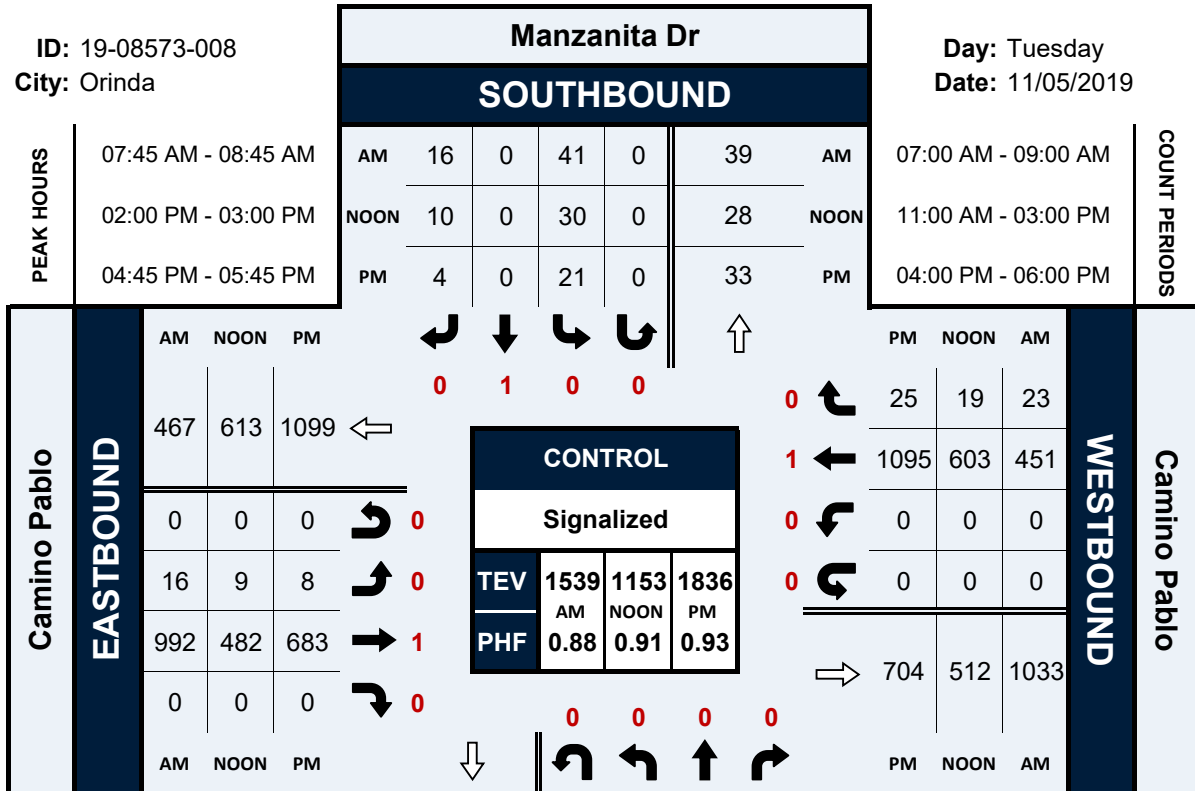 Manzanita Dr
ID: 19-08573-008
City: Orinda
Day: Tuesday
Date: 11/05/2019
SOUTHBOUND
PEAK HOURS
07:45 AM - 08:45 AM
02:00 PM - 03:00 PM
04:45 PM - 05:45 PM
AM 16 0 41 0 39 AM
NOON 10 0 30 0 28 NOON
PM 4 0 21 0 33 PM
07:00 AM - 09:00 AM
11:00 AM - 03:00 PM
04:00 PM - 06:00 PM
COUNT PERIODS
0 1 0 0
Camino Pablo
EASTBOUND
AM NOON PM
467 613 1099
0 0 0 0
16 9 8 0
992 482 683 1
0 0 0 0
AM NOON PM
CONTROL
Signalized
TEV 1539 1153 1836
AM NOON PM
PHF 0.88 0.91 0.93
PM NOON AM
0 25 19 23
1 1095 603 451
0 0 0 0
0 0 0 0
704 512 1033
PM NOON AM
WESTBOUND
Camino Pablo
0 0 0 0